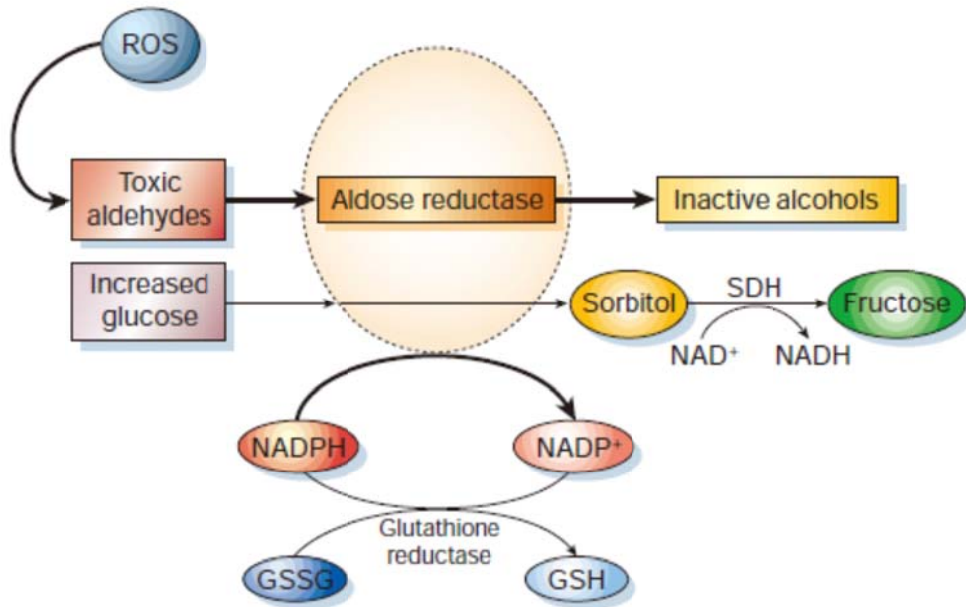 ROS
Toxic
aldehydes
Aldose reductase
Inactive alcohols
Increased
glucose
Sorbitol
SDH
Fructose
NAD⁺
NADH
NADPH
NADP⁺
Glutathione
reductase
GSSG
GSH